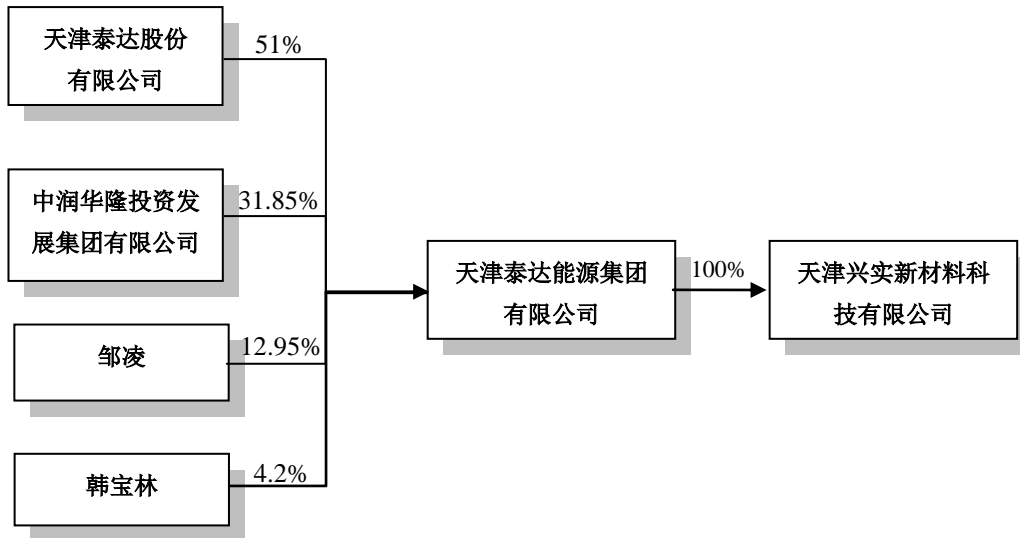 天津泰达股份
有限公司
51%
中润华隆投资发
展集团有限公司
31.85%
邹凌
12.95%
韩宝林
4.2%
天津泰达能源集团
有限公司
100%
天津兴实新材料科
技有限公司